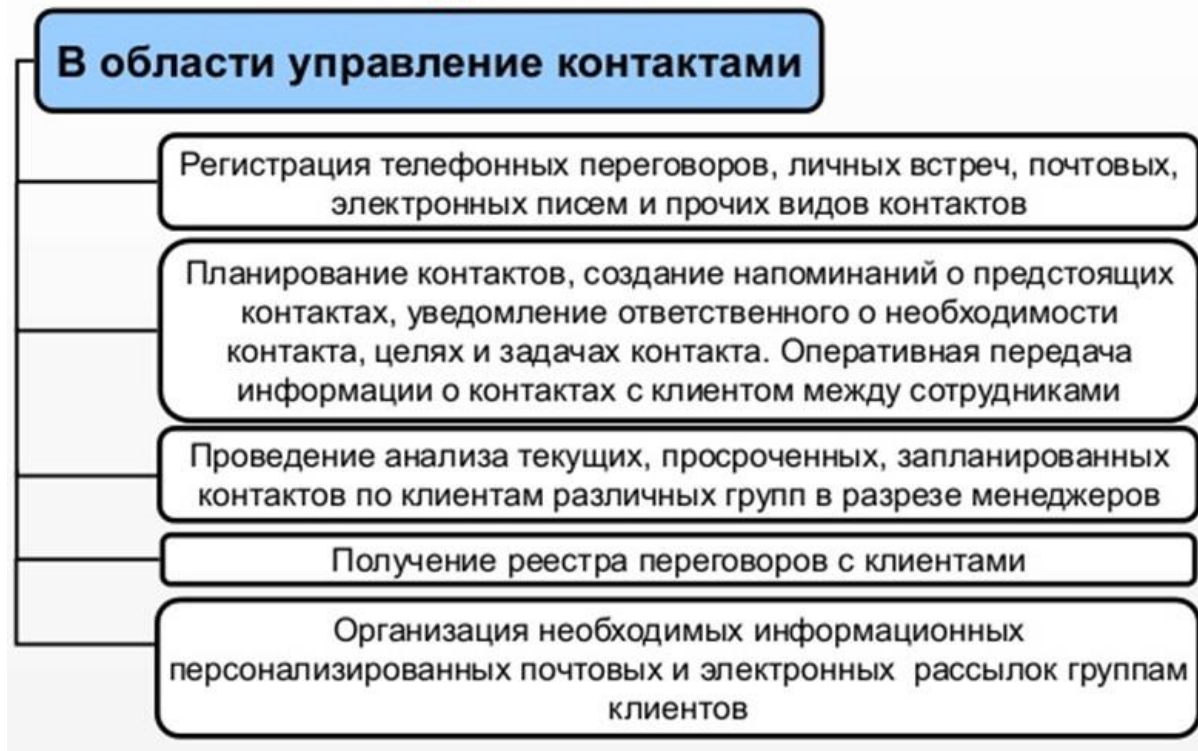 В области управление контактами
Регистрация телефонных переговоров, личных встреч, почтовых,
электронных писем и прочих видов контактов
Планирование контактов, создание напоминаний о предстоящих
контактах, уведомление ответственного о необходимости
контакта, целях и задачах контакта. Оперативная передача
информации о контактах с клиентом между сотрудниками
Проведение анализа текущих, просроченных, запланированных
контактов по клиентам различных групп в разрезе менеджеров
Получение реестра переговоров с клиентами
Организация необходимых информационных
персонализированных почтовых и электронных  рассылок группам
клиентов